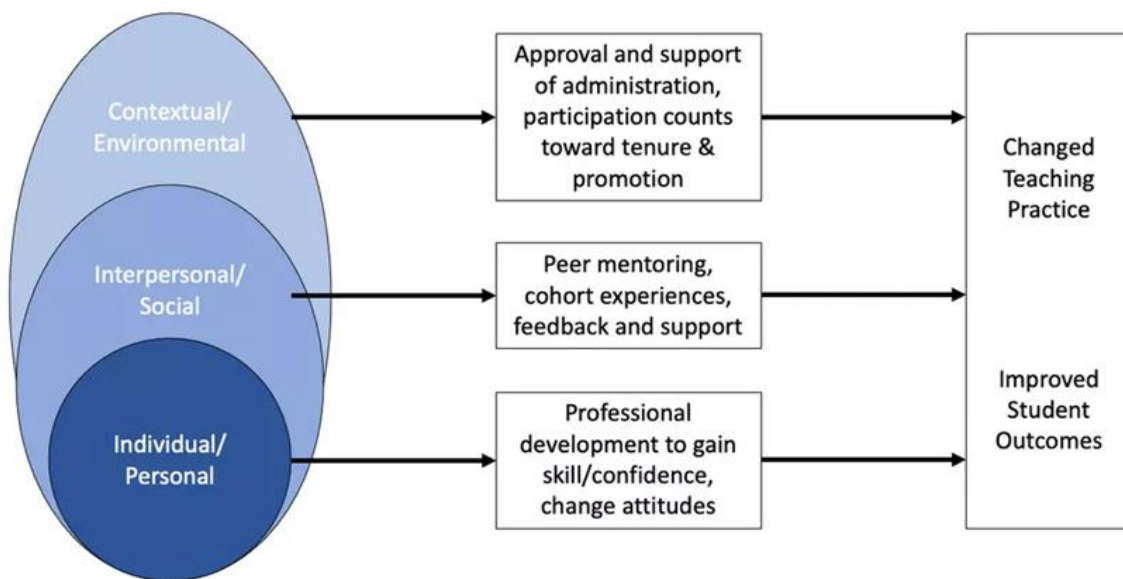 Contextual/
Environmental
Approval and support
of administration,
participation counts
toward tenure &
promotion
Interpersonal/
Social
Peer mentoring,
cohort experiences,
feedback and support
Individual/
Personal
Professional
development to gain
skill/confidence,
change attitudes
Changed
Teaching
Practice
Improved
Student
Outcomes